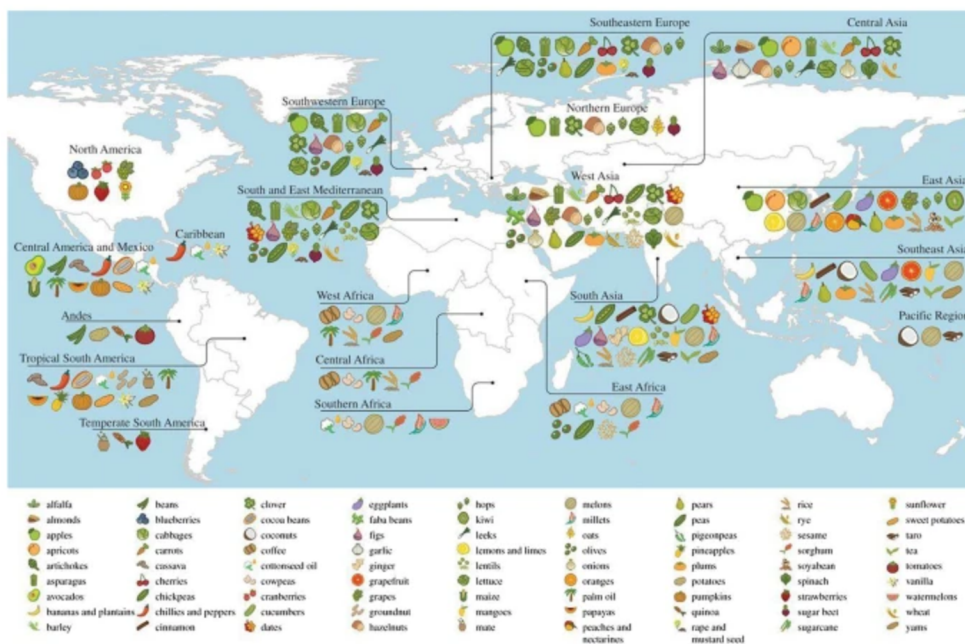 Southeastern Europe
Central Asia
Southwestern Europe
Northern Europe
North America
West Asia
South and East Mediterranean
East Asia
Caribbean
Central America and Mexico
Southeast Asia
West Africa
South Asia
Andes
Pacific Region
Tropical South America
Central Africa
East Africa
Southern Africa
Temperate South America
alfalfa
almonds
apples
apricots
artichokes
asparagus
avocados
bananas and plantains
barley
beans
blueberries
cabbages
carrots
cassava
cherries
chickpeas
chillies and peppers
cinnamon
clover
cocoa beans
coconuts
coffee
cottonseed oil
cowpeas
cranberries
cucumbers
dates
eggplants
faba beans
figs
garlic
ginger
grapefruit
grapes
groundnut
hazelnuts
hops
kiwi
leeks
lemons and limes
lentils
lettuce
maize
mangoes
mate
melons
millets
oats
olives
onions
oranges
palm oil
papayas
peaches and
nectarines
pears
peas
pigeonpeas
pineapples
plums
potatoes
pumpkins
quinoa
rape and
mustard seed
rice
rye
sesame
sorghum
soyabean
spinach
strawberries
sugar beet
sugarcane
sunflower
sweet potatoes
taro
tea
tomatoes
vanilla
watermelons
wheat
yams